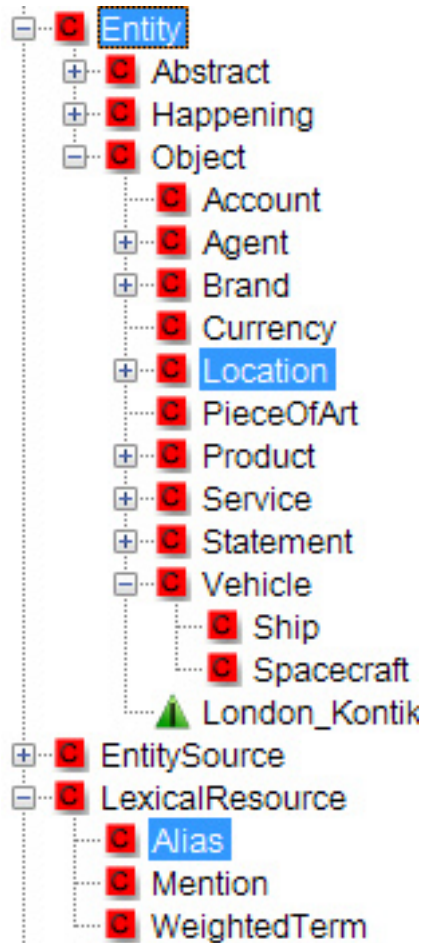 C Entity
C Abstract
C Happening
C Object
C Account
C Agent
C Brand
C Currency
C Location
C PieceOfArt
C Product
C Service
C Statement
C Vehicle
C Ship
C Spacecraft
London_Kontik
C EntitySource
C LexicalResource
C Alias
C Mention
C WeightedTerm